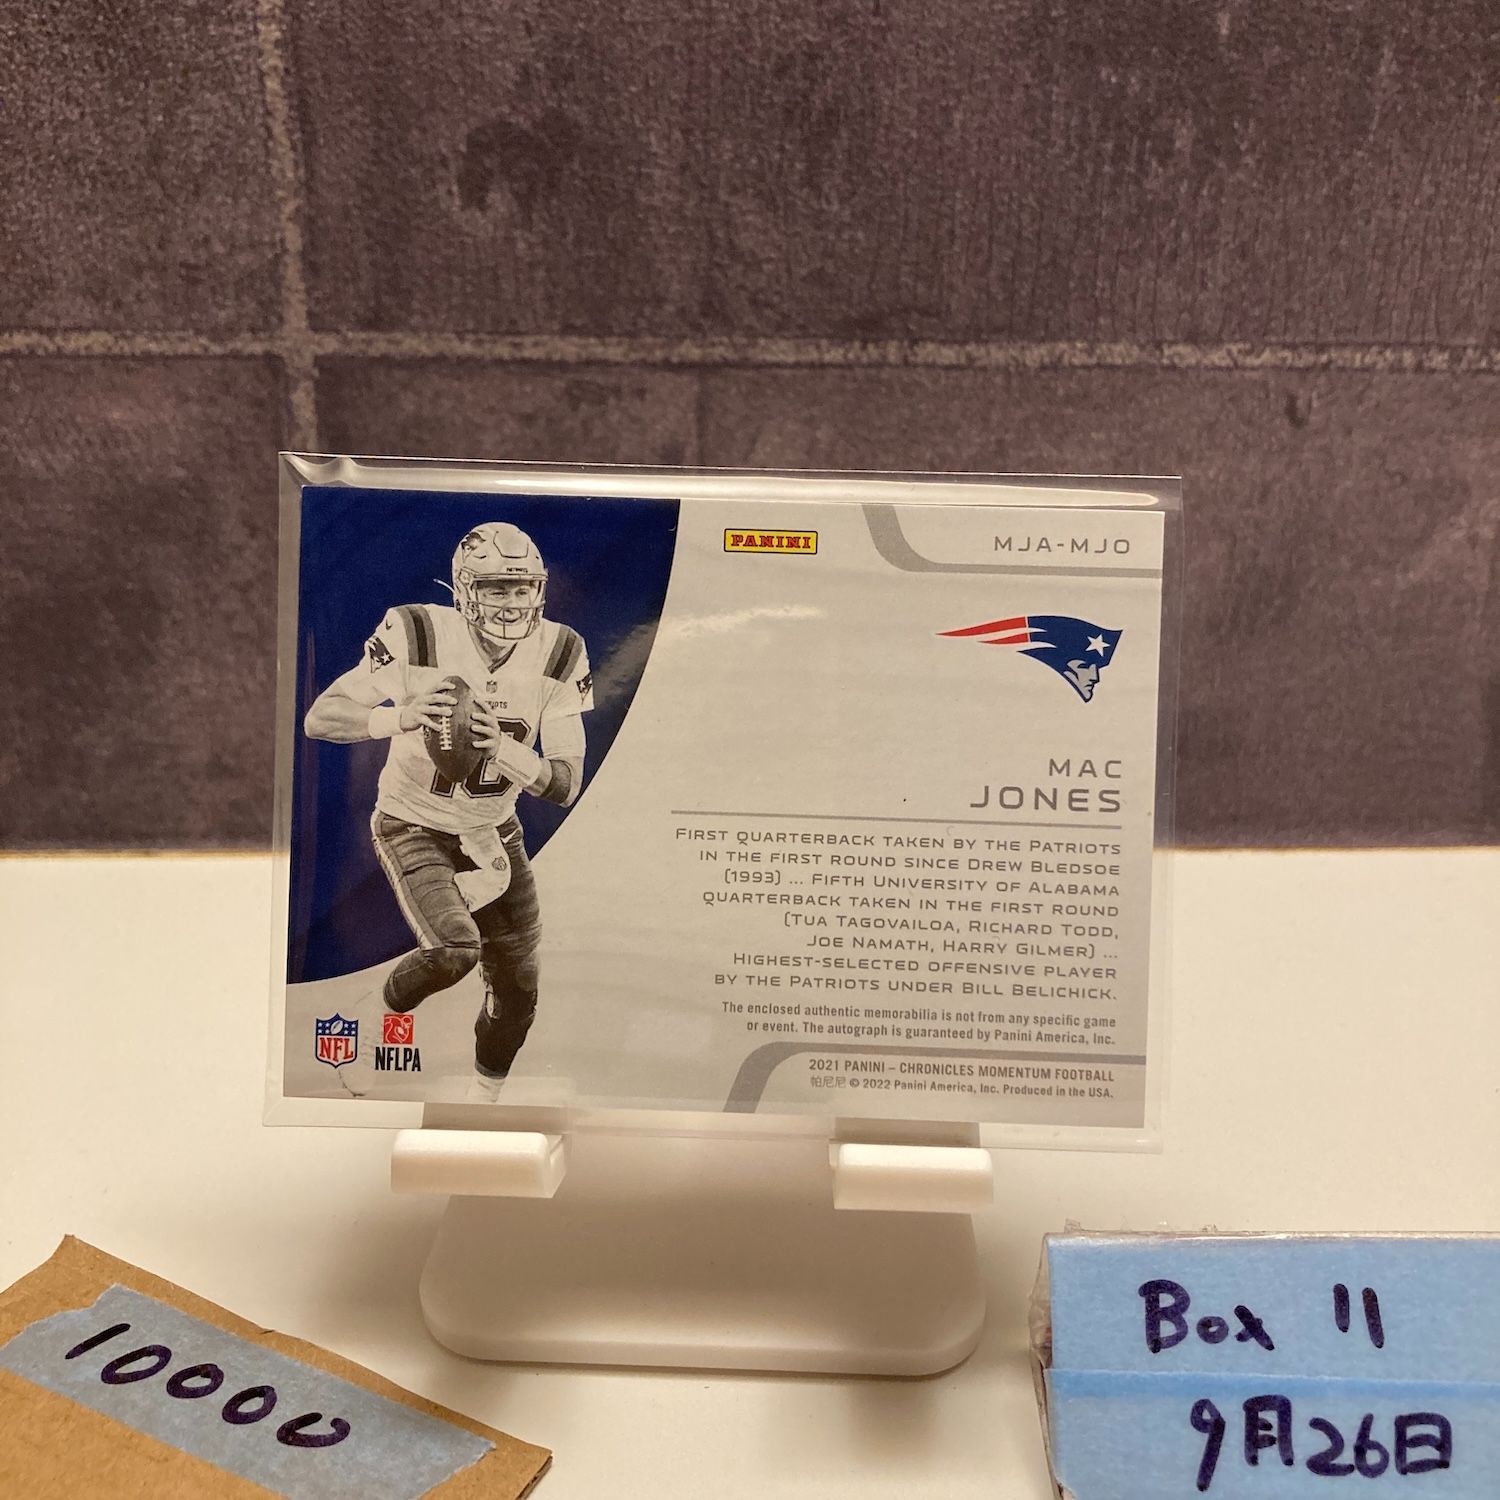 PANINI
MJA-MJO
MAC
JONES
FIRST QUARTERBACK TAKEN BY THE PATRIOTS
IN THE FIRST ROUND SINCE DREW BLEDSOE
(1993) ... FIFTH UNIVERSITY OF ALABAMA
QUARTERBACK TAKEN IN THE FIRST ROUND
(TUA TAGOVAILOA, RICHARD TODD,
JOE NAMATH, HARRY GILMER) ...
HIGHEST-SELECTED OFFENSIVE PLAYER
BY THE PATRIOTS UNDER BILL BELICHICK.
The enclosed authentic memorabilia is not from any specific game
or event. The autograph is guaranteed by Panini America, Inc.
2021 PANINI – CHRONICLES MOMENTUM FOOTBALL
帕尼尼 © 2022 Panini America, Inc. Produced in the USA.
NFL
NFLPA
10000
Box 11
9月26日